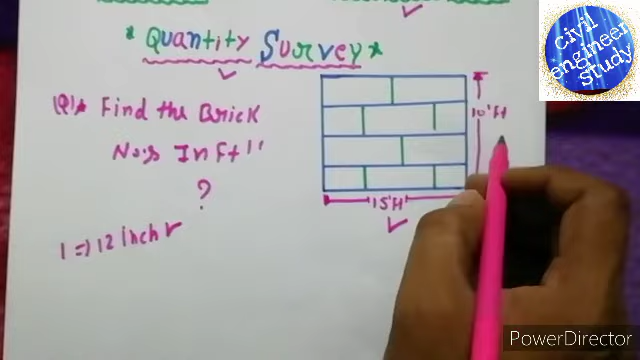 * Quantity Survey *
Q1* Find the Brick
No:s In Ft''
?
1 => 12 inch
10' Ft
15' Ft
civil
engineer
study
PowerDirector